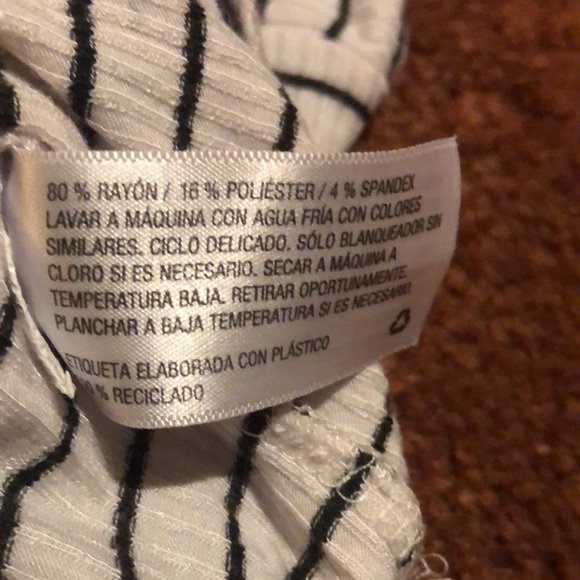 80 % RAYÓN / 16 % POLIÉSTER / 4 % SPANDEX
LAVAR A MÁQUINA CON AGUA FRÍA CON COLORES
SIMILARES. CICLO DELICADO. SÓLO BLANQUEADOR SIN
CLORO SI ES NECESARIO. SECAR A MÁQUINA A
TEMPERATURA BAJA. RETIRAR OPORTUNAMENTE.
PLANCHAR A BAJA TEMPERATURA SI ES NECESARIO.
ETIQUETA ELABORADA CON PLÁSTICO
% RECICLADO